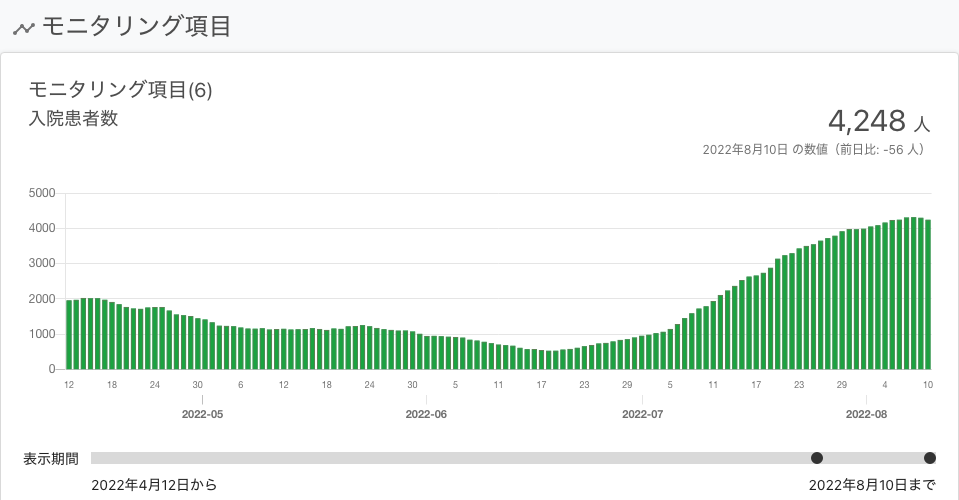 モニタリング項目
モニタリング項目(6)
入院患者数
4,248 人
2022年8月10日 の数値（前日比: -56 人）
5000
4000
3000
2000
1000
0
12 18 24 30 6 12 18 24 30 5 11 17 23 29 5 11 17 23 29 4 10
2022-05 2022-06 2022-07 2022-08
表示期間
2022年4月12日から 2022年8月10日まで